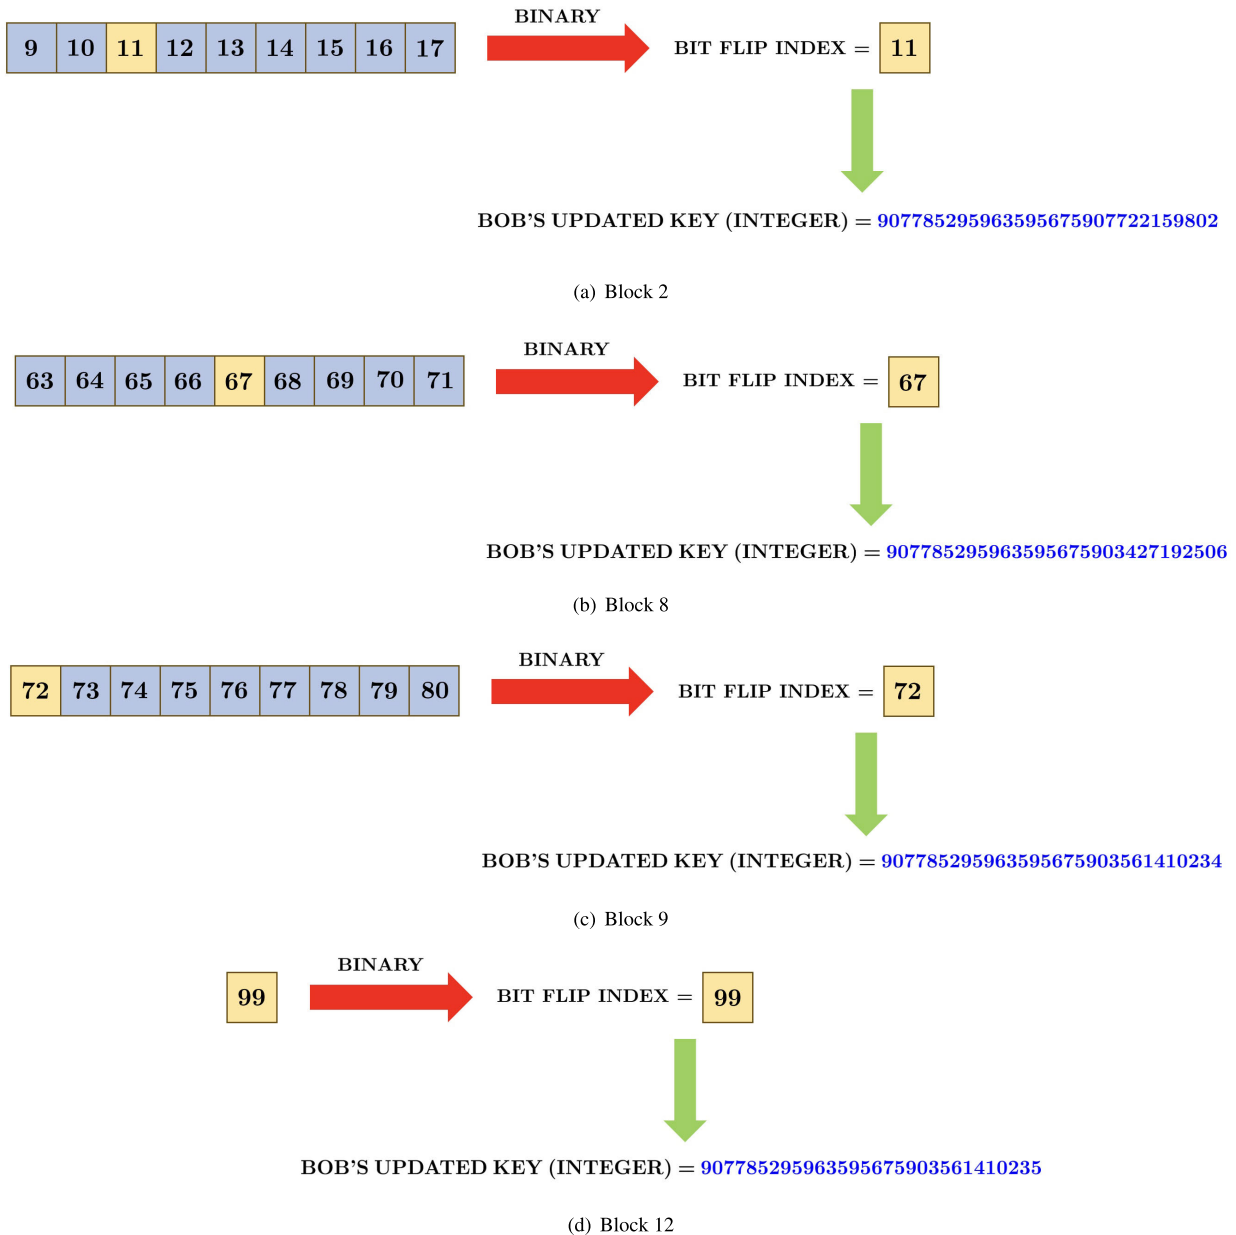 BINARY
9 10 11 12 13 14 15 16 17 BIT FLIP INDEX = 11
BOB'S UPDATED KEY (INTEGER) = 907785295963595675907722159802
(a) Block 2
BINARY
63 64 65 66 67 68 69 70 71 BIT FLIP INDEX = 67
BOB'S UPDATED KEY (INTEGER) = 907785295963595675903427192506
(b) Block 8
BINARY
72 73 74 75 76 77 78 79 80 BIT FLIP INDEX = 72
BOB'S UPDATED KEY (INTEGER) = 907785295963595675903561410234
(c) Block 9
BINARY
99 BIT FLIP INDEX = 99
BOB'S UPDATED KEY (INTEGER) = 907785295963595675903561410235
(d) Block 12